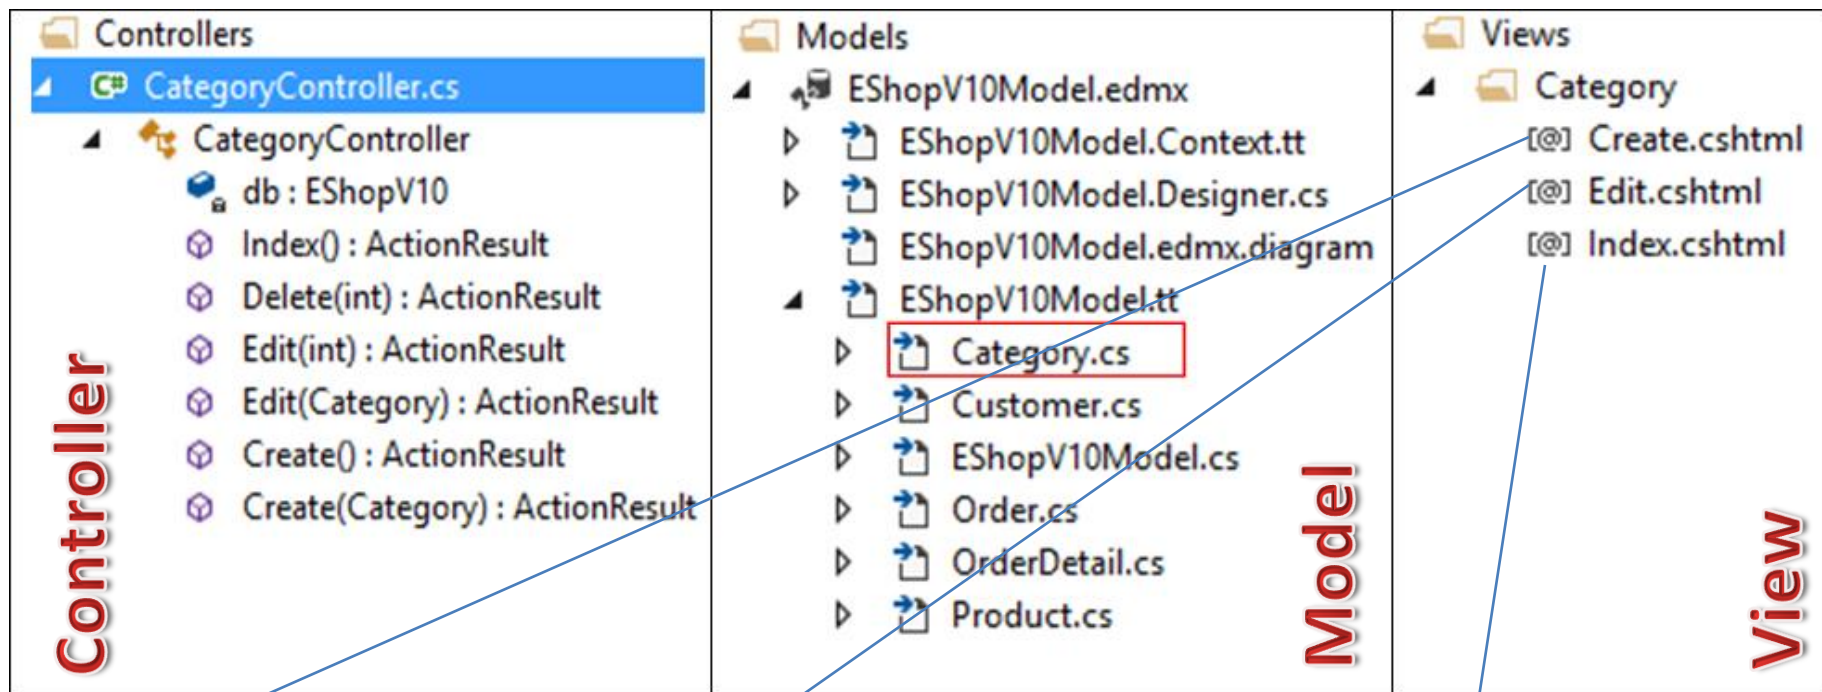 Controllers
CategoryController.cs
CategoryController
db : EShopV10
Index() : ActionResult
Delete(int) : ActionResult
Edit(int) : ActionResult
Edit(Category) : ActionResult
Create() : ActionResult
Create(Category) : ActionResult
Controller
Models
EShopV10Model.edmx
EShopV10Model.Context.tt
EShopV10Model.Designer.cs
EShopV10Model.edmx.diagram
EShopV10Model.tt
Category.cs
Customer.cs
EShopV10Model.cs
Order.cs
OrderDetail.cs
Product.cs
Model
Views
Category
[@] Create.cshtml
[@] Edit.cshtml
[@] Index.cshtml
View